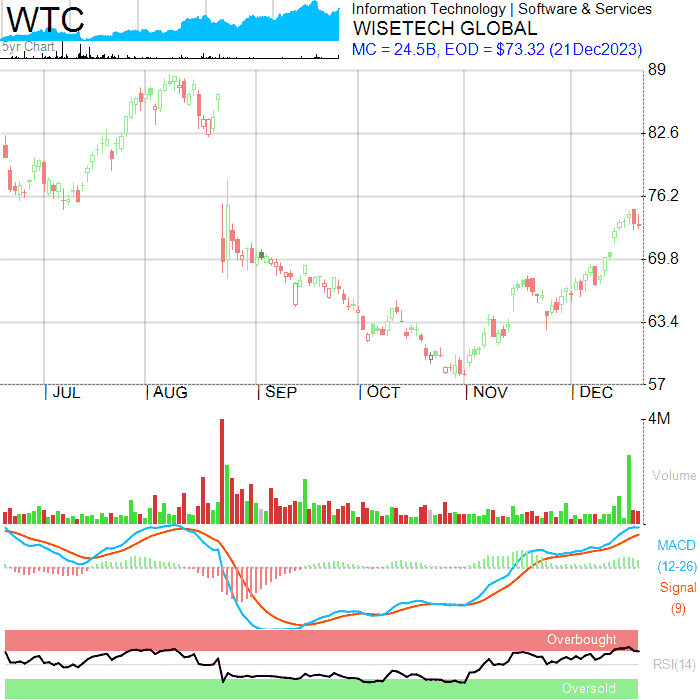 WTC
5yr Chart
Information Technology | Software & Services
WISETECH GLOBAL
MC = 24.5B, EOD = $73.32 (21Dec2023)
89
82.6
76.2
69.8
63.4
57
JUL
AUG
SEP
OCT
NOV
DEC
4M
Volume
MACD
(12-26)
Signal
(9)
Overbought
RSI(14)
Oversold